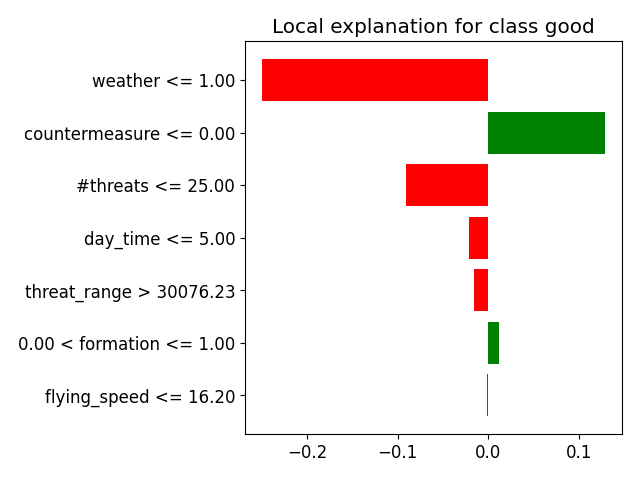 Local explanation for class good
weather <= 1.00
countermeasure <= 0.00
#threats <= 25.00
day_time <= 5.00
threat_range > 30076.23
0.00 < formation <= 1.00
flying_speed <= 16.20
−0.2 −0.1 0.0 0.1